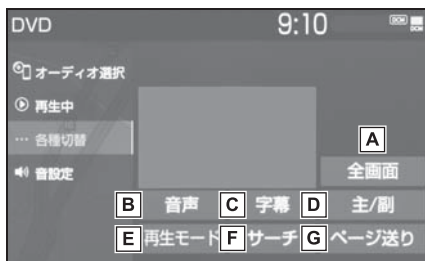 DVD 9:10 DCM DCM
オーディオ選択
再生中
A
... 各種切替
全画面
音設定
B 音声 C 字幕 D 主/副
E 再生モード F サーチ G ページ送り